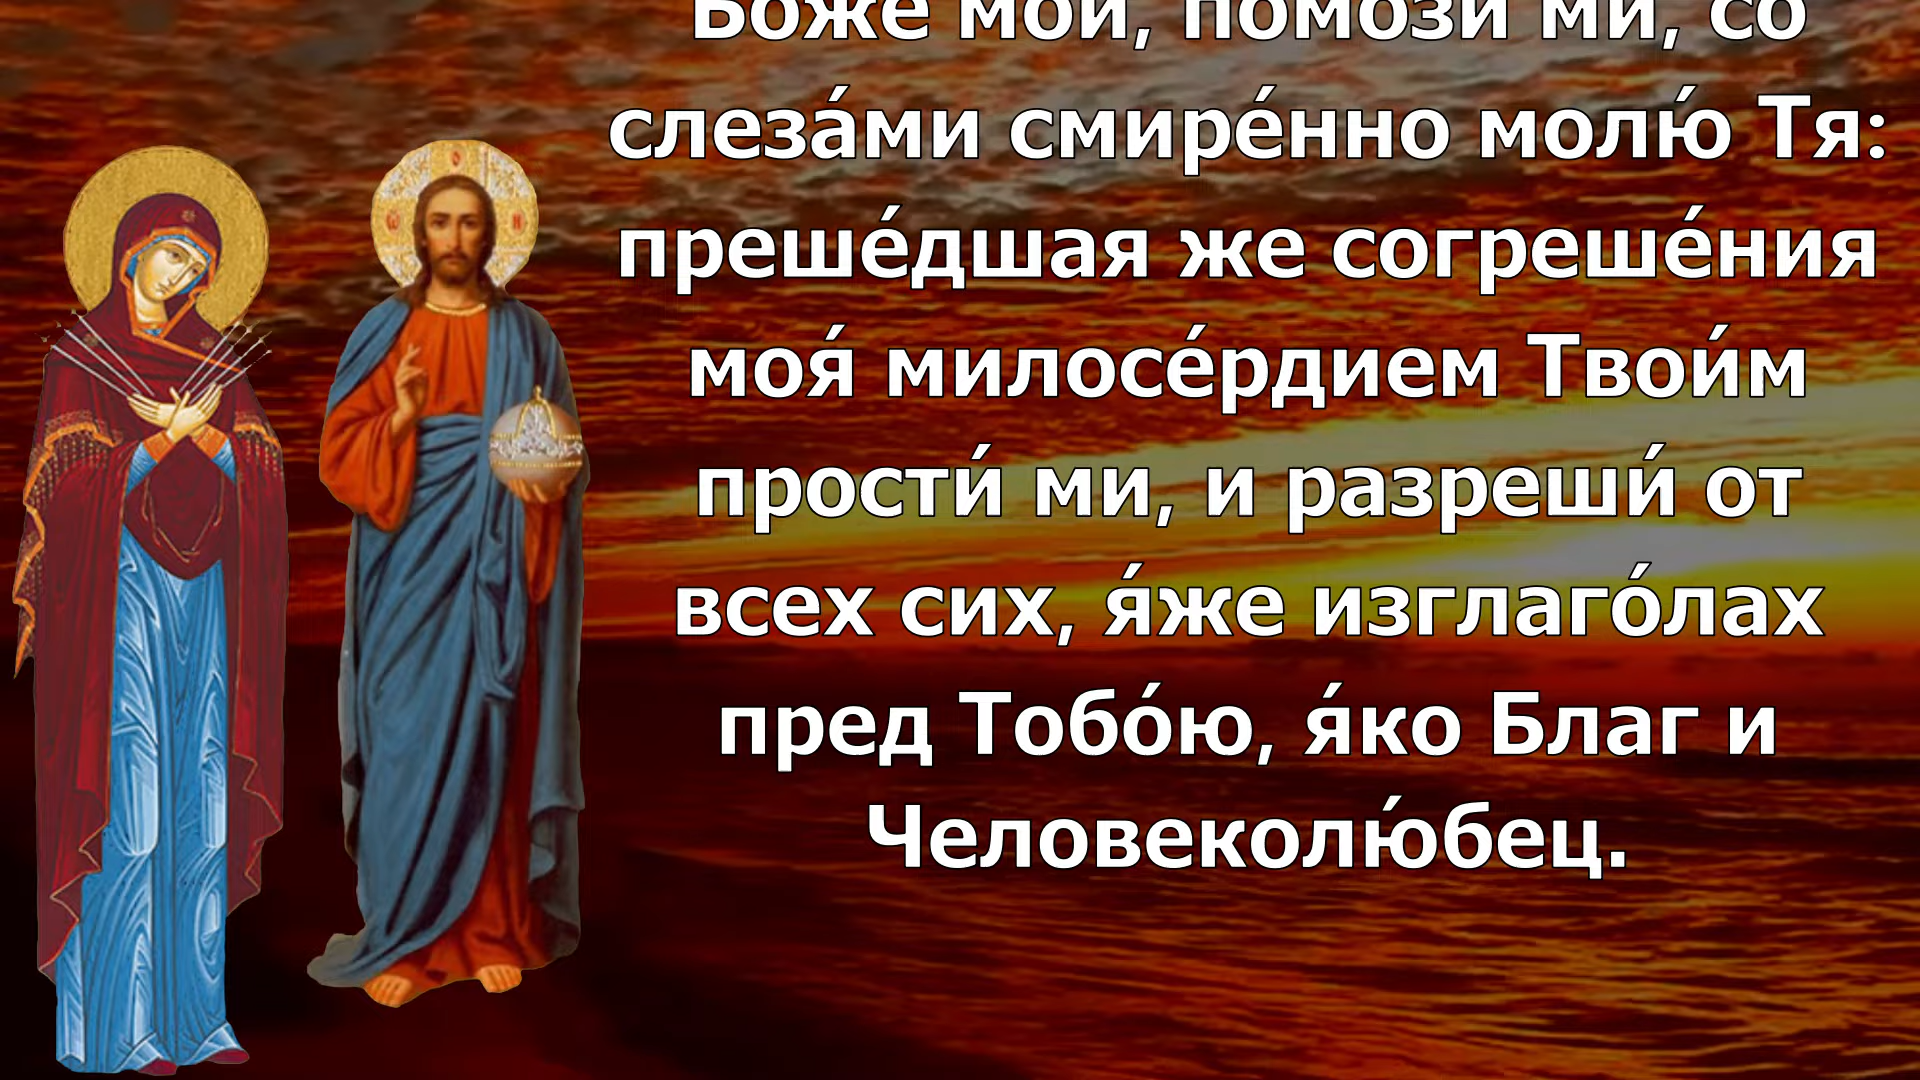 Боже мой, помози ми, со
слеза́ми смире́нно молю́ Тя:
преше́дшая же согреше́ния
моя́ милосе́рдием Твои́м
прости́ ми, и разреши́ от
всех сих, я́же изглаго́лах
пред Тобо́ю, я́ко Благ и
Человеколю́бец.